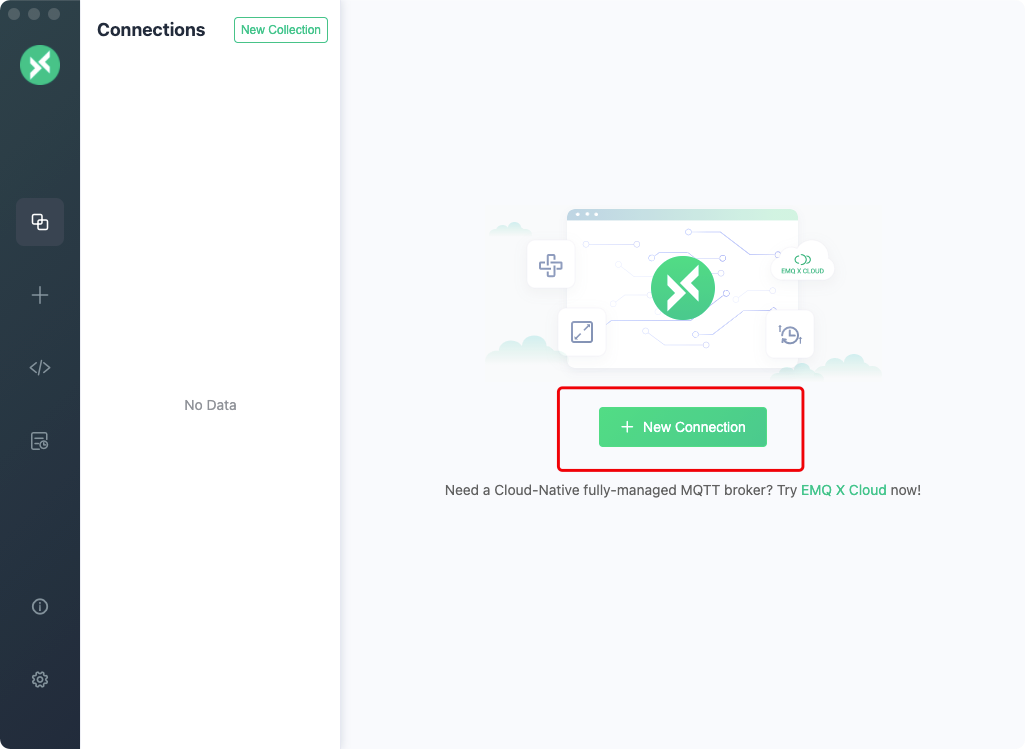 Connections
New Collection
No Data
EMQ X CLOUD
+ New Connection
Need a Cloud-Native fully-managed MQTT broker? Try EMQ X Cloud now!